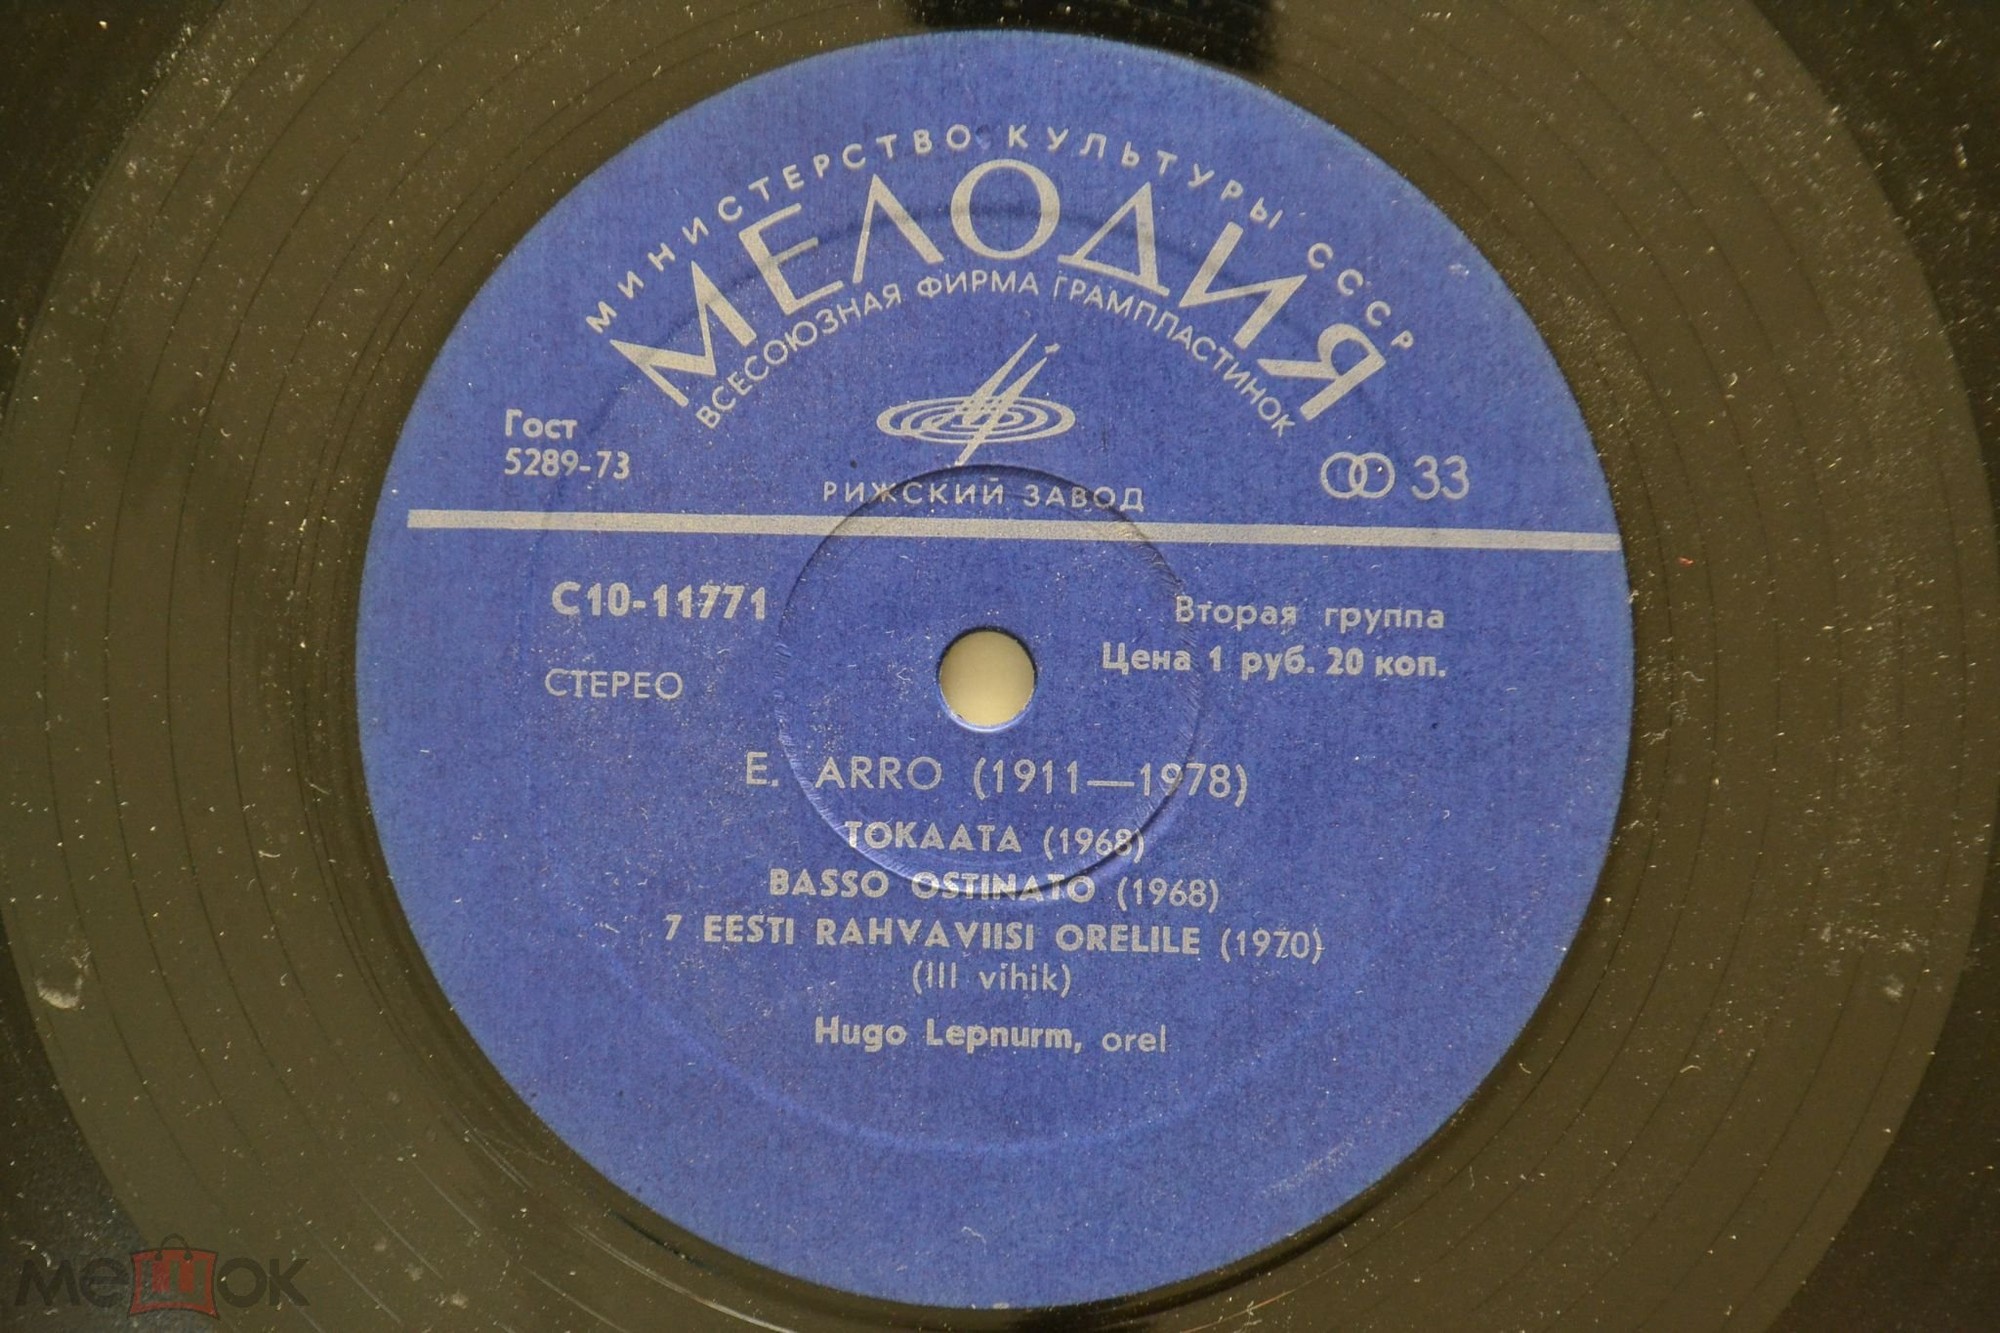 МИНИСТЕРСТВО КУЛЬТУРЫ СССР
МЕЛОДИЯ
ВСЕСОЮЗНАЯ ФИРМА ГРАМПЛАСТИНОК
Гост
5289-73
33
РИЖСКИЙ ЗАВОД
С10-11771
Вторая группа
Цена 1 руб. 20 коп.
СТЕРЕО
E. ARRO (1911—1978)
TOKAATA (1968)
BASSO OSTINATO (1968)
7 EESTI RAHVAVIISI ORELILE (1970)
(III vihik)
Hugo Lepnurm, orel
мешок